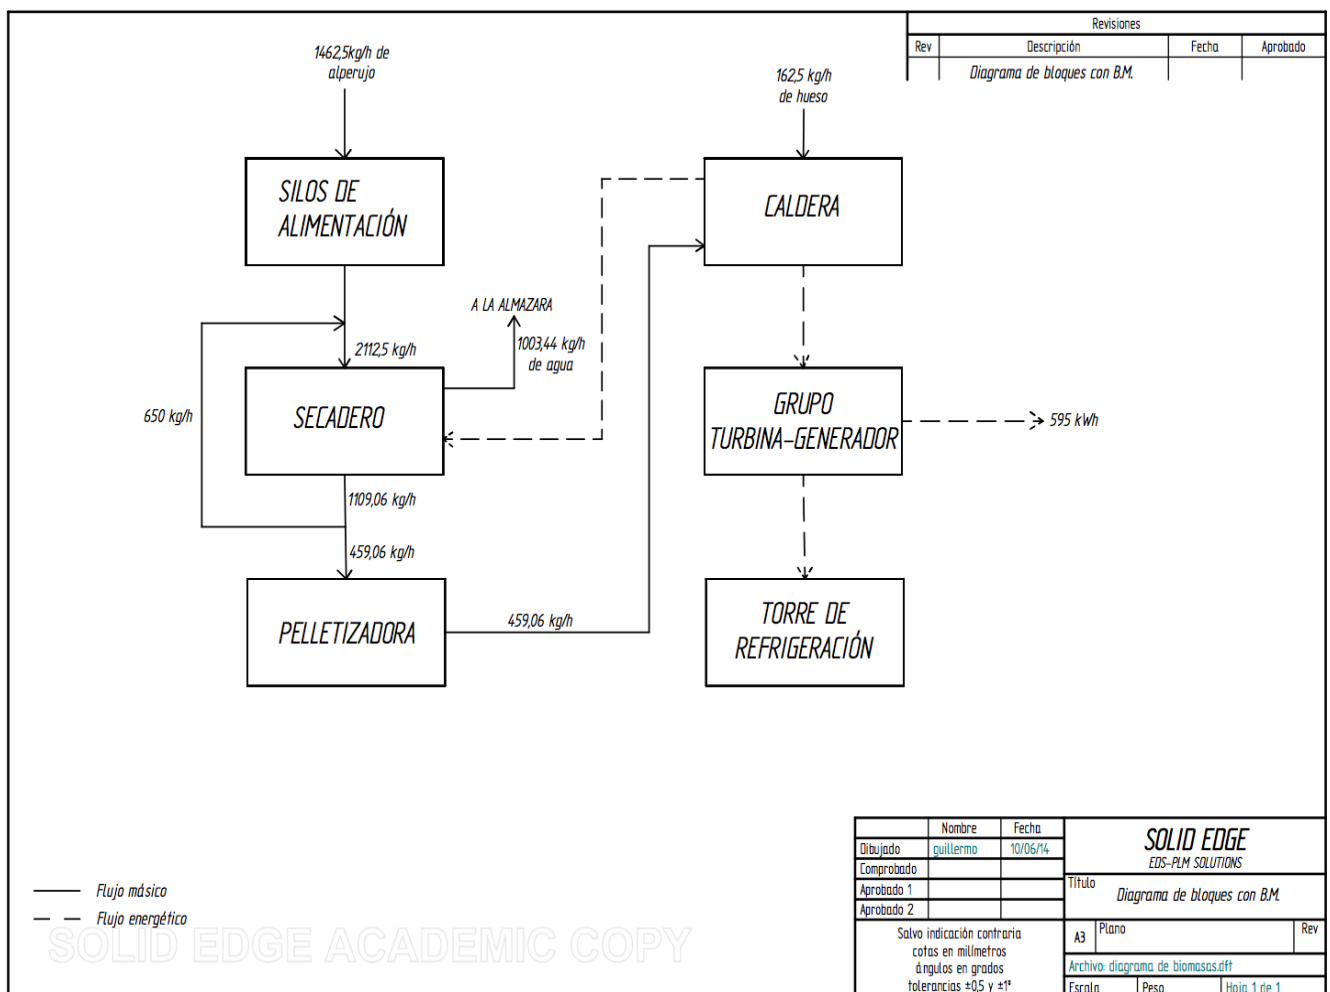 Revisiones
Rev Descripción Fecha Aprobado
Diagrama de bloques con B.M.
1462,5kg/h de
alperujo
162,5 kg/h
de hueso
SILOS DE
ALIMENTACIÓN
CALDERA
A LA ALMAZARA
1003,44 kg/h
de agua
2112,5 kg/h
650 kg/h
SECADERO
GRUPO
TURBINA-GENERADOR
595 kWh
1109,06 kg/h
459,06 kg/h
PELLETIZADORA
459,06 kg/h
TORRE DE
REFRIGERACIÓN
Flujo másico
Flujo energético
SOLID EDGE ACADEMIC COPY
Nombre Fecha
Dibujado guillermo 10/06/14
Comprobado
Aprobado 1
Aprobado 2
Salvo indicación contraria
cotas en milímetros
ángulos en grados
tolerancias ±0,5 y ±1º
SOLID EDGE
EDS-PLM SOLUTIONS
Título
Diagrama de bloques con B.M.
A3 Plano Rev
Archivo: diagrama de biomasas.dft
Escala Peso Hoja 1 de 1